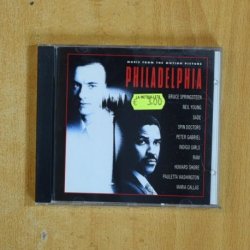 MUSIC FROM THE MOTION PICTURE
PHILADELPHIA
BRUCE SPRINGSTEEN
NEIL YOUNG
SADE
SPIN DOCTORS
PETER GABRIEL
INDIGO GIRLS
RAM
HOWARD SHORE
PAULETTA WASHINGTON
MARIA CALLAS